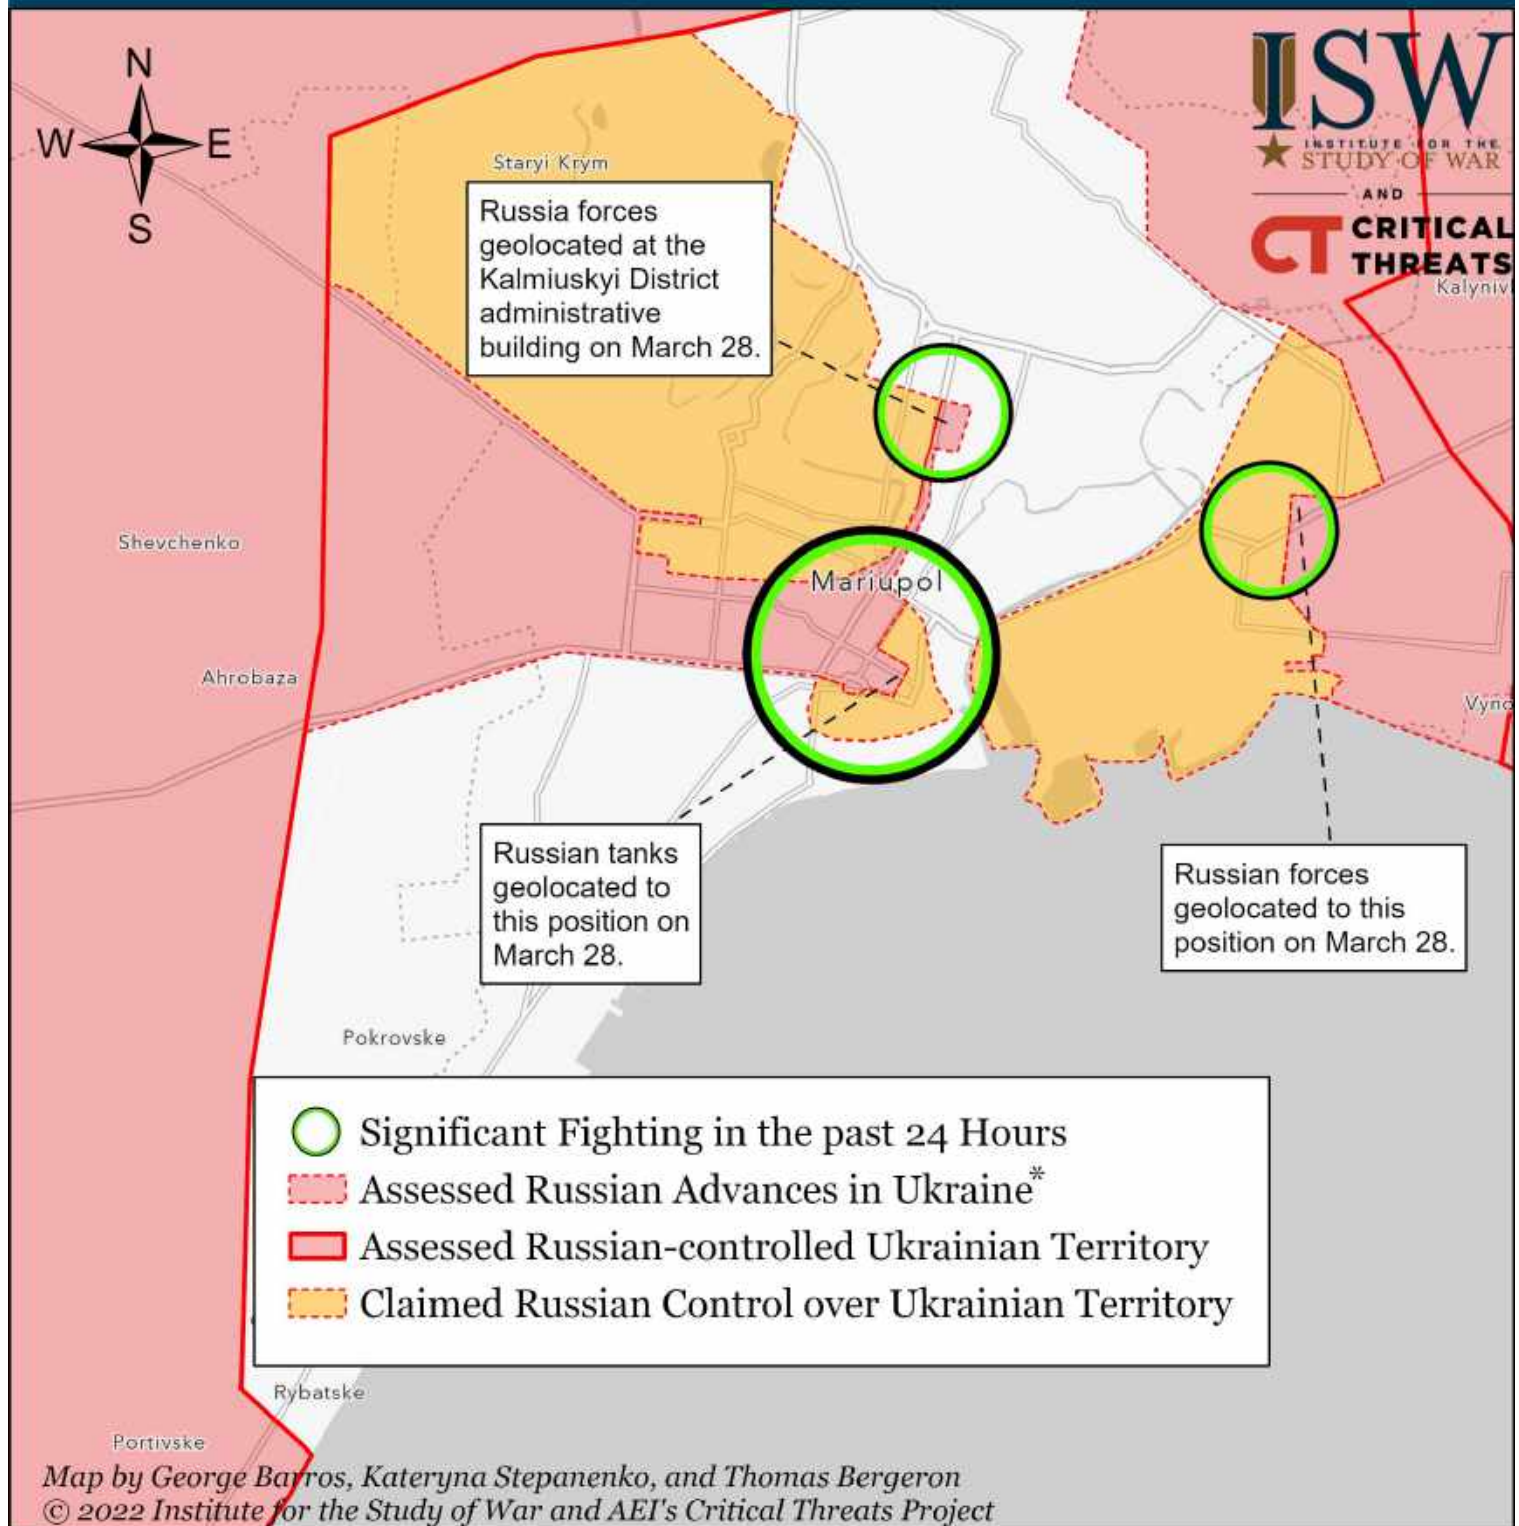 N
W E
S
ISW
INSTITUTE FOR THE
STUDY OF WAR
AND
CT CRITICAL
THREATS
Kalyniv
Staryi Krym
Russia forces
geolocated at the
Kalmiuskyi District
administrative
building on March 28.
Shevchenko
Mariupol
Ahrobaza
Vyno
Russian tanks
geolocated to
this position on
March 28.
Russian forces
geolocated to this
position on March 28.
Pokrovske
Significant Fighting in the past 24 Hours
Assessed Russian Advances in Ukraine*
Assessed Russian-controlled Ukrainian Territory
Claimed Russian Control over Ukrainian Territory
Rybatske
Portivske
Map by George Barros, Kateryna Stepanenko, and Thomas Bergeron
© 2022 Institute for the Study of War and AEI's Critical Threats Project